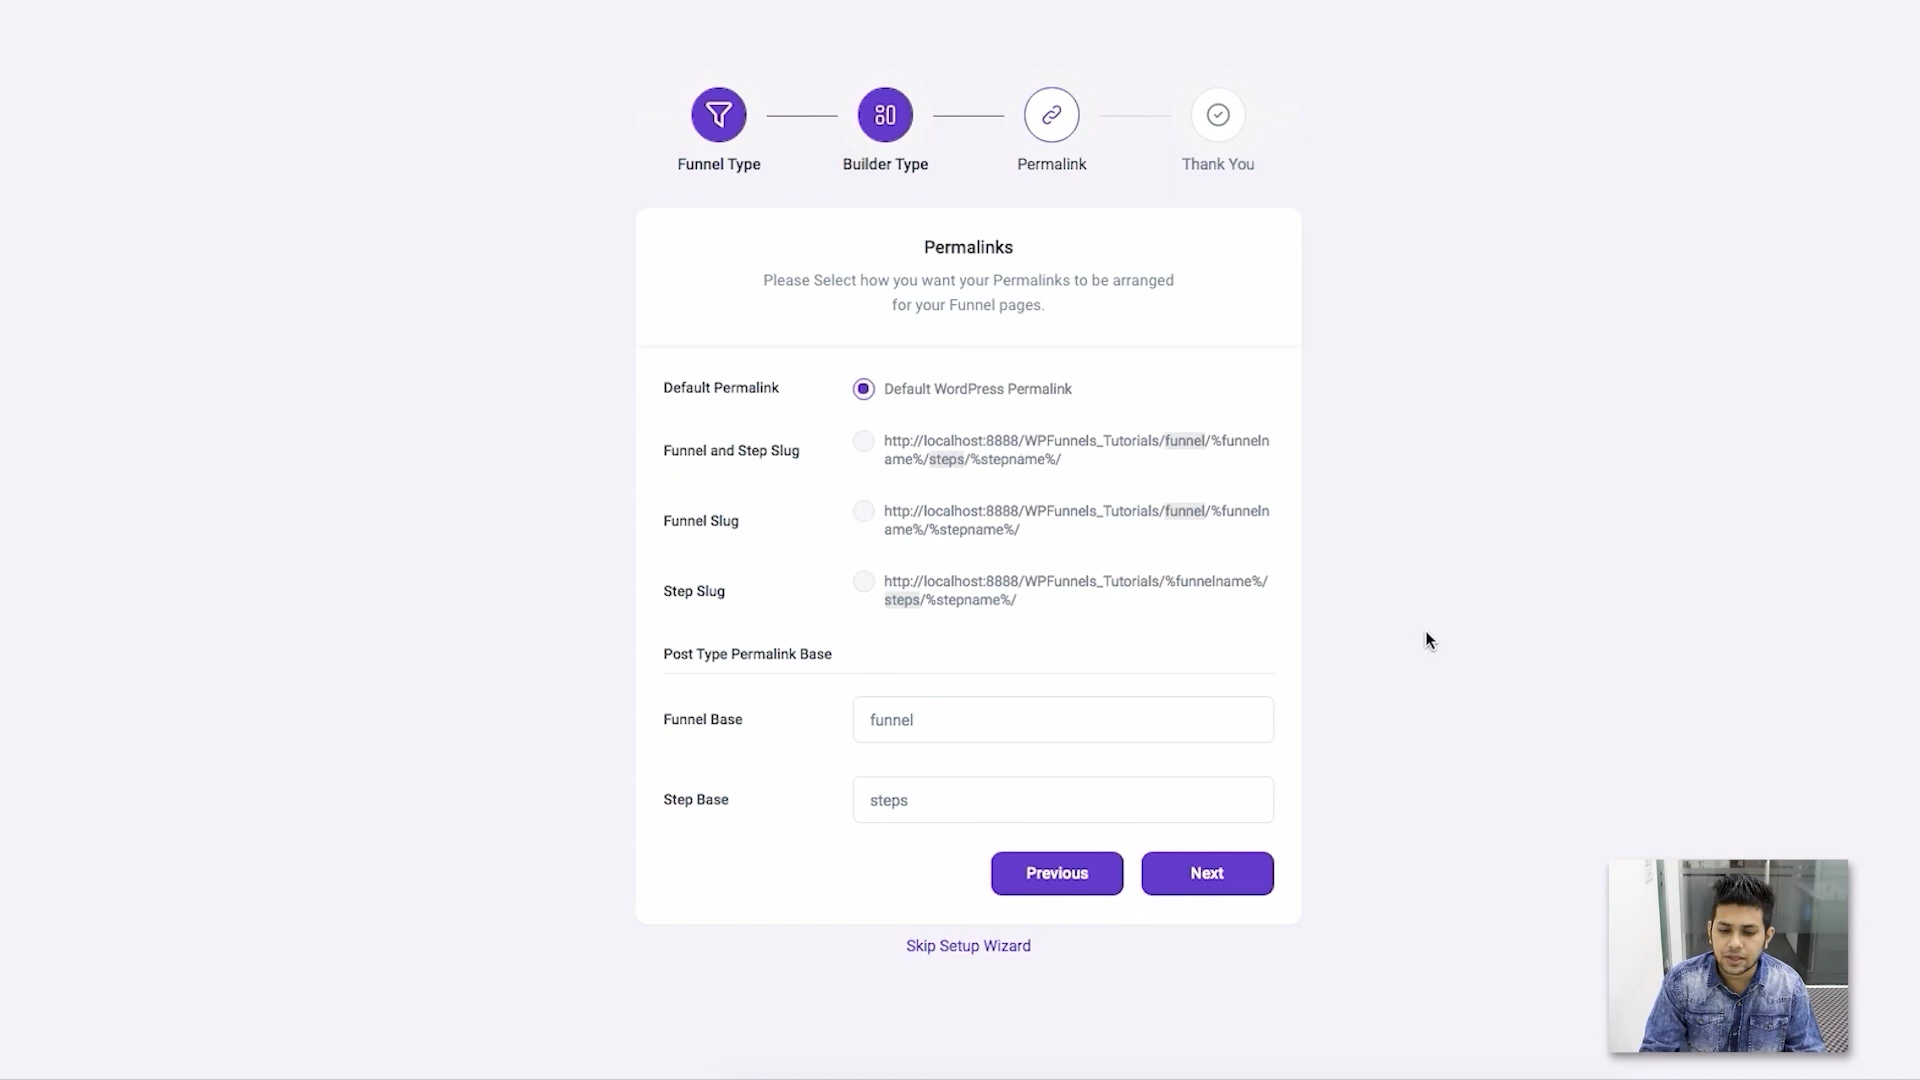 Funnel Type
Builder Type
Permalink
Thank You
Permalinks
Please Select how you want your Permalinks to be arranged
for your Funnel pages.
Default Permalink
Default WordPress Permalink
Funnel and Step Slug
http://localhost:8888/WPFunnels_Tutorials/funnel/%funneln
ame%/steps/%stepname%/
Funnel Slug
http://localhost:8888/WPFunnels_Tutorials/funnel/%funneln
ame%/%stepname%/
Step Slug
http://localhost:8888/WPFunnels_Tutorials/%funnelname%/
steps/%stepname%/
Post Type Permalink Base
Funnel Base
funnel
Step Base
steps
Previous
Next
Skip Setup Wizard